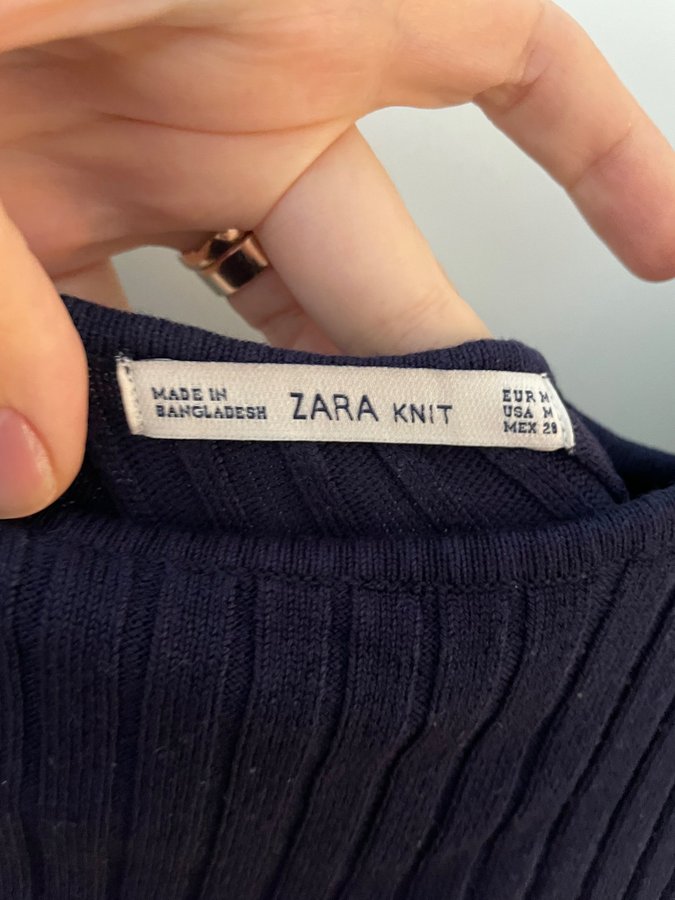 MADE IN
BANGLADESH
ZARA KNIT
EUR M
USA M
MEX 28